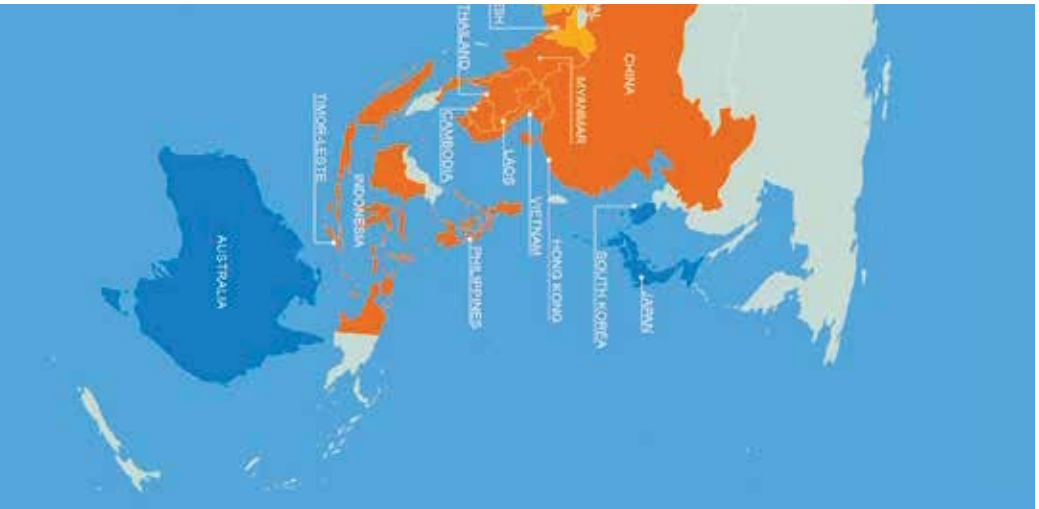 CHINA
MYANMAR
THAILAND
LAOS
CAMBODIA
VIETNAM
HONG KONG
SOUTH KOREA
JAPAN
PHILIPPINES
TIMOR-LESTE
INDONESIA
AUSTRALIA